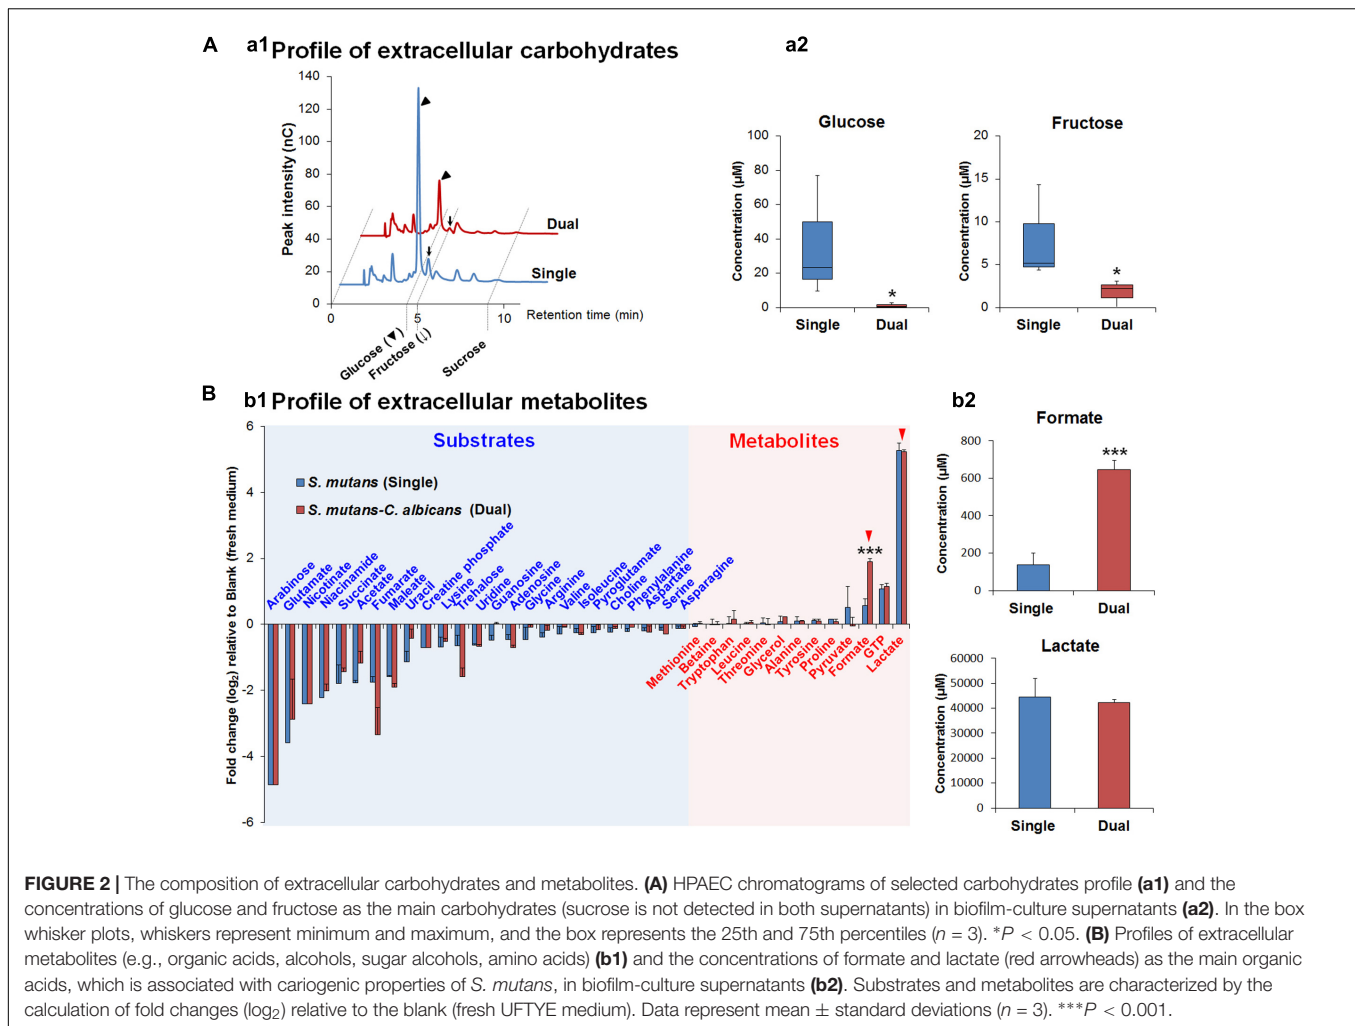 A
a1 Profile of extracellular carbohydrates
140
120
100
80
60
40
20
0
Peak intensity (nC)
Dual
Single
0
5
10
Retention time (min)
Glucose (▼)
Fructose (↓)
Sucrose
a2
Glucose
100
80
60
40
20
0
Concentration (µM)
*
Single
Dual
Fructose
20
15
10
5
0
Concentration (µM)
*
Single
Dual
B
b1 Profile of extracellular metabolites
6
4
2
0
-2
-4
-6
Fold change (log2) relative to Blank (fresh medium)
Substrates
Metabolites
S. mutans (Single)
S. mutans-C. albicans (Dual)
Arabinose
Glutamate
Nicotinate
Niacinamide
Succinate
Acetate
Fumarate
Malate
Uracil
Creatine phosphate
Lysine
Trehalose
Uridine
Guanosine
Adenosine
Glycine
Arginine
Valine
Isoleucine
Pyroglutamate
Choline
Phenylalanine
Aspartate
Serine
Asparagine
Methionine
Betaine
Tryptophan
Leucine
Threonine
Glycerol
Alanine
Tyrosine
Proline
Pyruvate
Formate
GTP
Lactate
***
b2
Formate
800
600
400
200
0
Concentration (µM)
***
Single
Dual
Lactate
60000
50000
40000
30000
20000
10000
0
Concentration (µM)
Single
Dual
FIGURE 2 | The composition of extracellular carbohydrates and metabolites. (A) HPAEC chromatograms of selected carbohydrates profile (a1) and the
concentrations of glucose and fructose as the main carbohydrates (sucrose is not detected in both supernatants) in biofilm-culture supernatants (a2). In the box
whisker plots, whiskers represent minimum and maximum, and the box represents the 25th and 75th percentiles (n = 3). *P < 0.05. (B) Profiles of extracellular
metabolites (e.g., organic acids, alcohols, sugar alcohols, amino acids) (b1) and the concentrations of formate and lactate (red arrowheads) as the main organic
acids, which is associated with cariogenic properties of S. mutans, in biofilm-culture supernatants (b2). Substrates and metabolites are characterized by the
calculation of fold changes (log2) relative to the blank (fresh UFTYE medium). Data represent mean ± standard deviations (n = 3). ***P < 0.001.